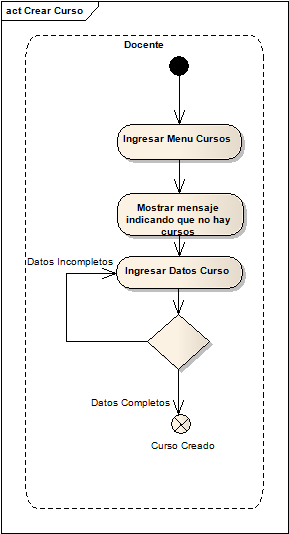 act Crear Curso
Docente
Ingresar Menu Cursos
Mostrar mensaje
indicando que no hay
cursos
Ingresar Datos Curso
Datos Incompletos
Datos Completos
Curso Creado